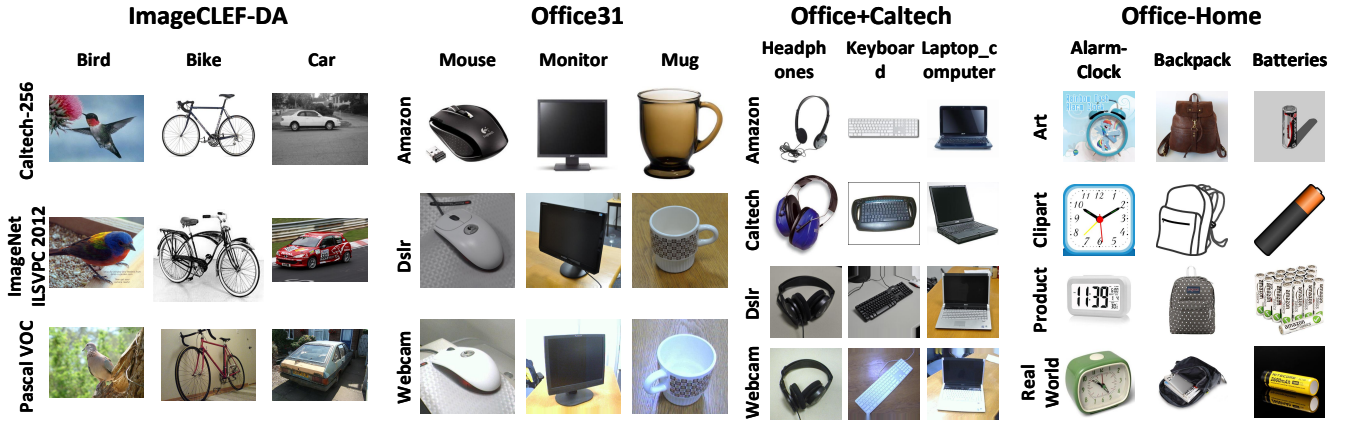 ImageCLEF-DA
Bird Bike Car
Caltech-256
ImageNet
ILSVPC 2012
Pascal VOC
Office31
Mouse Monitor Mug
Amazon
Dslr
Webcam
Office+Caltech
Headph
ones
Keyboar
d
Laptop_c
omputer
Amazon
Caltech
Dslr
Webcam
Office-Home
Alarm-
Clock
Backpack
Batteries
Art
Clipart
Product
Real
World
11:39